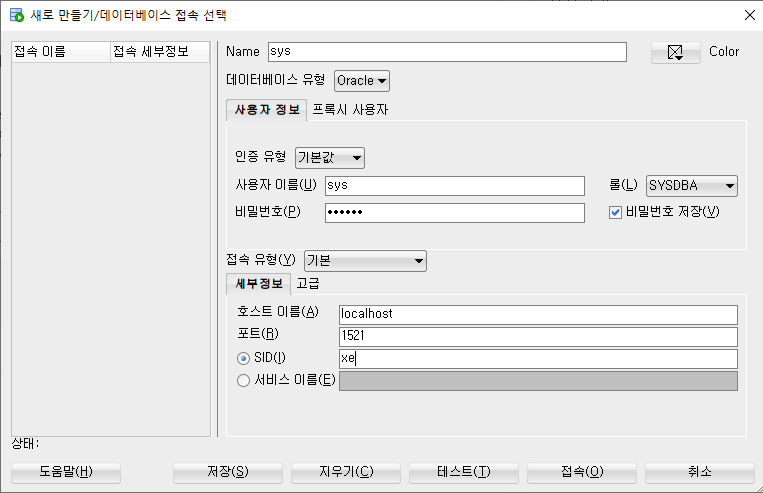 새로 만들기/데이터베이스 접속 선택
접속 이름 접속 세부정보
Name sys Color
데이터베이스 유형 Oracle
사용자 정보 프록시 사용자
인증 유형 기본값
사용자 이름(U) sys 롤(L) SYSDBA
비밀번호(P) •••••• 비밀번호 저장(V)
접속 유형(Y) 기본
세부정보 고급
호스트 이름(A) localhost
포트(R) 1521
SID(I) xe
서비스 이름(E)
상태:
도움말(H) 저장(S) 지우기(C) 테스트(T) 접속(O) 취소